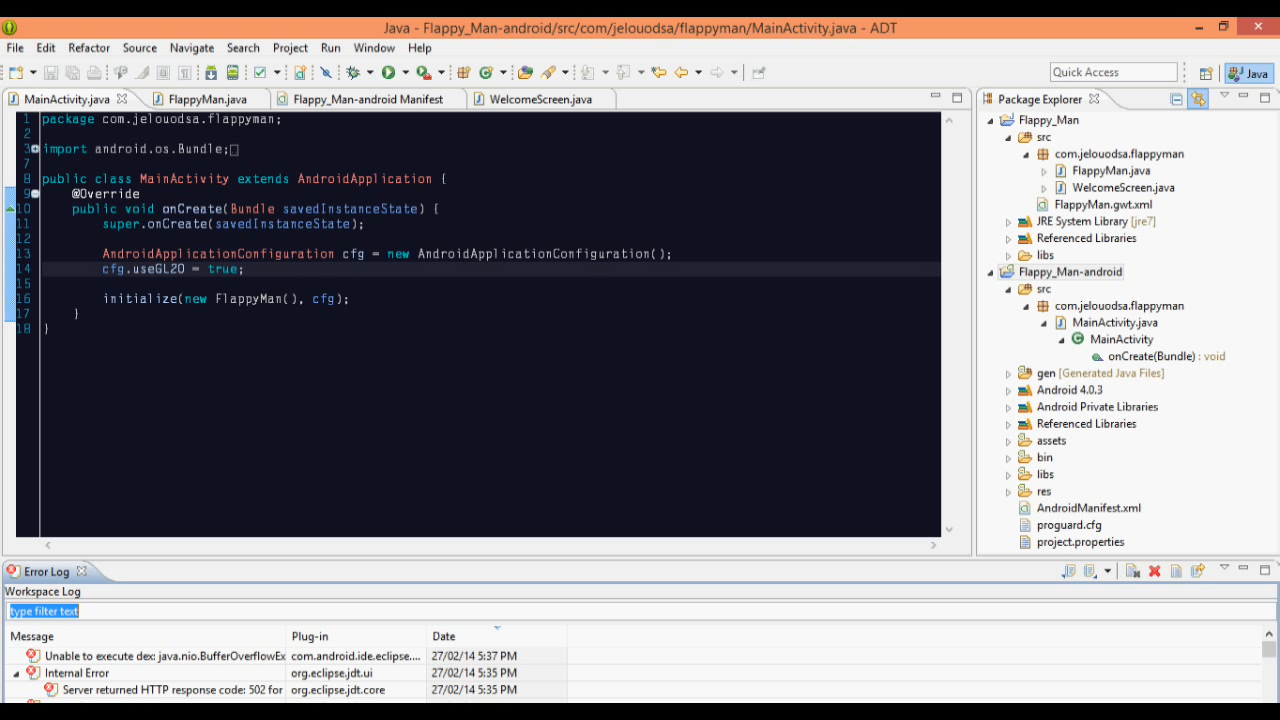 Java - Flappy_Man-android/src/com/jelouodsa/flappyman/MainActivity.java - ADT
File Edit Refactor Source Navigate Search Project Run Window Help
Quick Access
Java
MainActivity.java
FlappyMan.java
Flappy_Man-android Manifest
WelcomeScreen.java
1 package com.jelouodsa.flappyman;
2
3 import android.os.Bundle;
7
8 public class MainActivity extends AndroidApplication {
9 @Override
10 public void onCreate(Bundle savedInstanceState) {
11 super.onCreate(savedInstanceState);
12
13 AndroidApplicationConfiguration cfg = new AndroidApplicationConfiguration();
14 cfg.useGL20 = true;
15
16 initialize(new FlappyMan(), cfg);
17 }
18 }
Package Explorer
Flappy_Man
src
com.jelouodsa.flappyman
FlappyMan.java
WelcomeScreen.java
FlappyMan.gwt.xml
JRE System Library [jre7]
Referenced Libraries
libs
Flappy_Man-android
src
com.jelouodsa.flappyman
MainActivity.java
MainActivity
onCreate(Bundle) : void
gen [Generated Java Files]
Android 4.0.3
Android Private Libraries
Referenced Libraries
assets
bin
libs
res
AndroidManifest.xml
proguard.cfg
project.properties
Error Log
Workspace Log
type filter text
Message Plug-in Date
Unable to execute dex: java.nio.BufferOverflowEx com.android.ide.eclipse.... 27/02/14 5:37 PM
Internal Error org.eclipse.jdt.ui 27/02/14 5:35 PM
Server returned HTTP response code: 502 for org.eclipse.jdt.core 27/02/14 5:35 PM